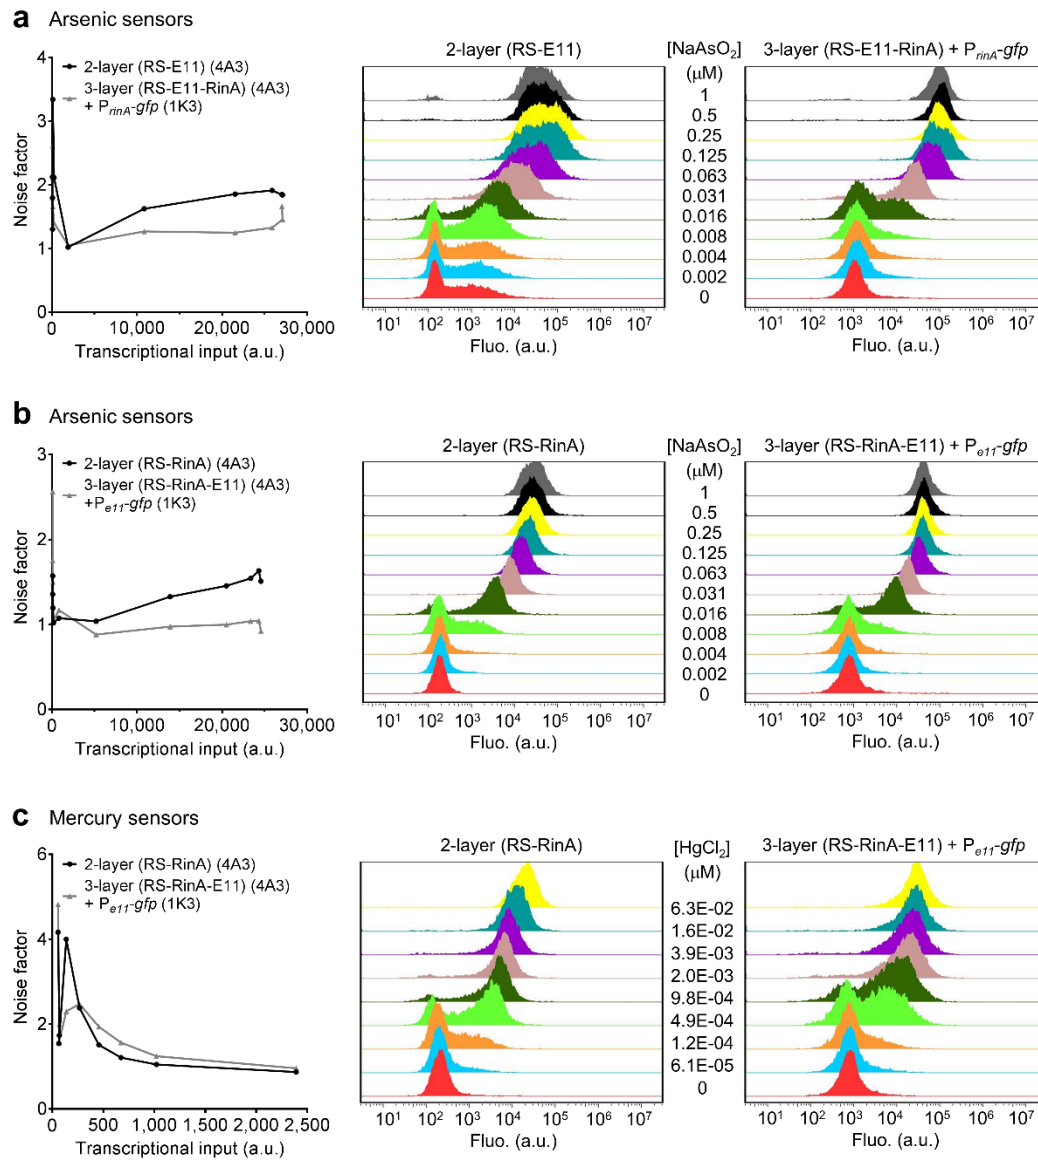 a Arsenic sensors
4
3
2
1
0
Noise factor
2-layer (RS-E11) (4A3)
3-layer (RS-E11-RinA) (4A3)
+ PrinA-gfp (1K3)
0 10,000 20,000 30,000
Transcriptional input (a.u.)
2-layer (RS-E11)
10¹ 10² 10³ 10⁴ 10⁵ 10⁶ 10⁷
Fluo. (a.u.)
[NaAsO₂]
(µM)
1
0.5
0.25
0.125
0.063
0.031
0.016
0.008
0.004
0.002
0
3-layer (RS-E11-RinA) + PrinA-gfp
10¹ 10² 10³ 10⁴ 10⁵ 10⁶ 10⁷
Fluo. (a.u.)
b Arsenic sensors
3
2
1
0
Noise factor
2-layer (RS-RinA) (4A3)
3-layer (RS-RinA-E11) (4A3)
+Pe11-gfp (1K3)
0 10,000 20,000 30,000
Transcriptional input (a.u.)
2-layer (RS-RinA)
10¹ 10² 10³ 10⁴ 10⁵ 10⁶ 10⁷
Fluo. (a.u.)
[NaAsO₂]
(µM)
1
0.5
0.25
0.125
0.063
0.031
0.016
0.008
0.004
0.002
0
3-layer (RS-RinA-E11) + Pe11-gfp
10¹ 10² 10³ 10⁴ 10⁵ 10⁶ 10⁷
Fluo. (a.u.)
c Mercury sensors
6
4
2
0
Noise factor
2-layer (RS-RinA) (4A3)
3-layer (RS-RinA-E11) (4A3)
+ Pe11-gfp (1K3)
0 500 1,000 1,500 2,000 2,500
Transcriptional input (a.u.)
2-layer (RS-RinA)
10¹ 10² 10³ 10⁴ 10⁵ 10⁶ 10⁷
Fluo. (a.u.)
[HgCl₂]
(µM)
6.3E-02
1.6E-02
3.9E-03
2.0E-03
9.8E-04
4.9E-04
1.2E-04
6.1E-05
0
3-layer (RS-RinA-E11) + Pe11-gfp
10¹ 10² 10³ 10⁴ 10⁵ 10⁶ 10⁷
Fluo. (a.u.)